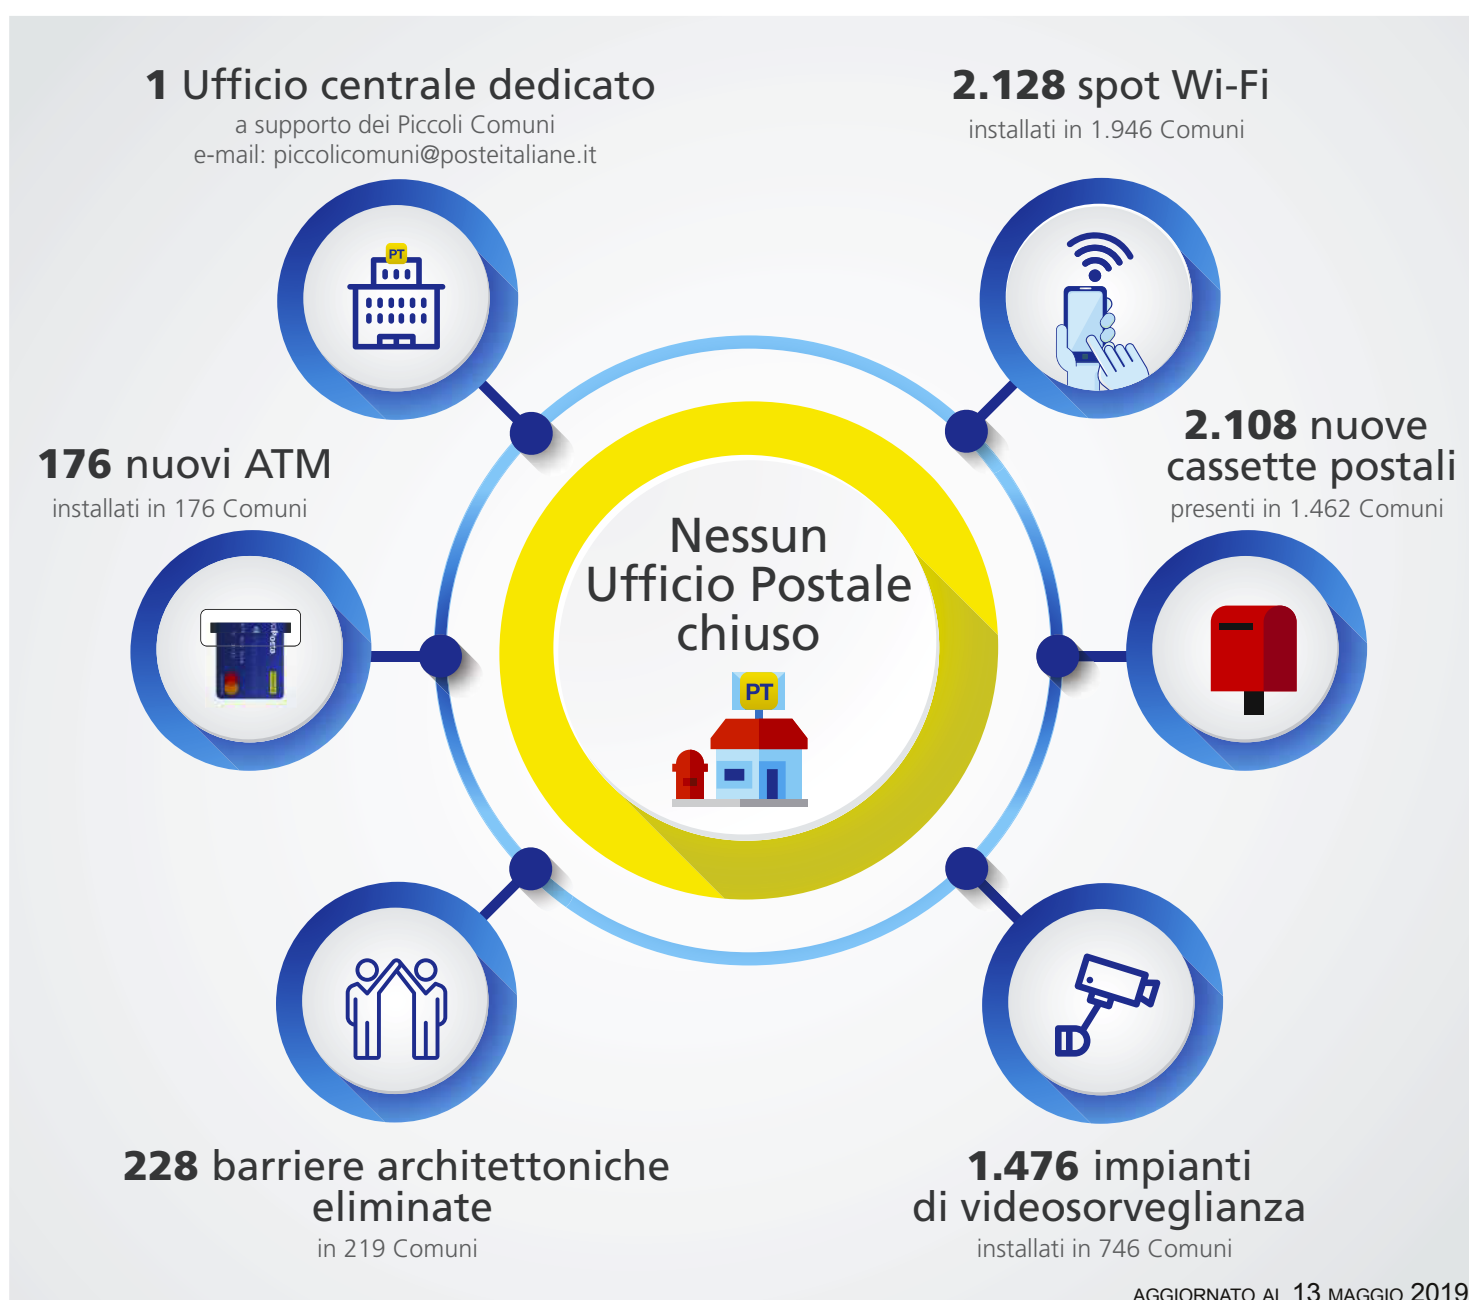 1 Ufficio centrale dedicato
a supporto dei Piccoli Comuni
e-mail: piccolicomuni@posteitaliane.it
PT
2.128 spot Wi-Fi
installati in 1.946 Comuni
176 nuovi ATM
installati in 176 Comuni
2.108 nuove
cassette postali
presenti in 1.462 Comuni
Nessun
Ufficio Postale
chiuso
PT
228 barriere architettoniche
eliminate
in 219 Comuni
1.476 impianti
di videosorveglianza
installati in 746 Comuni
AGGIORNATO AL 13 MAGGIO 2019